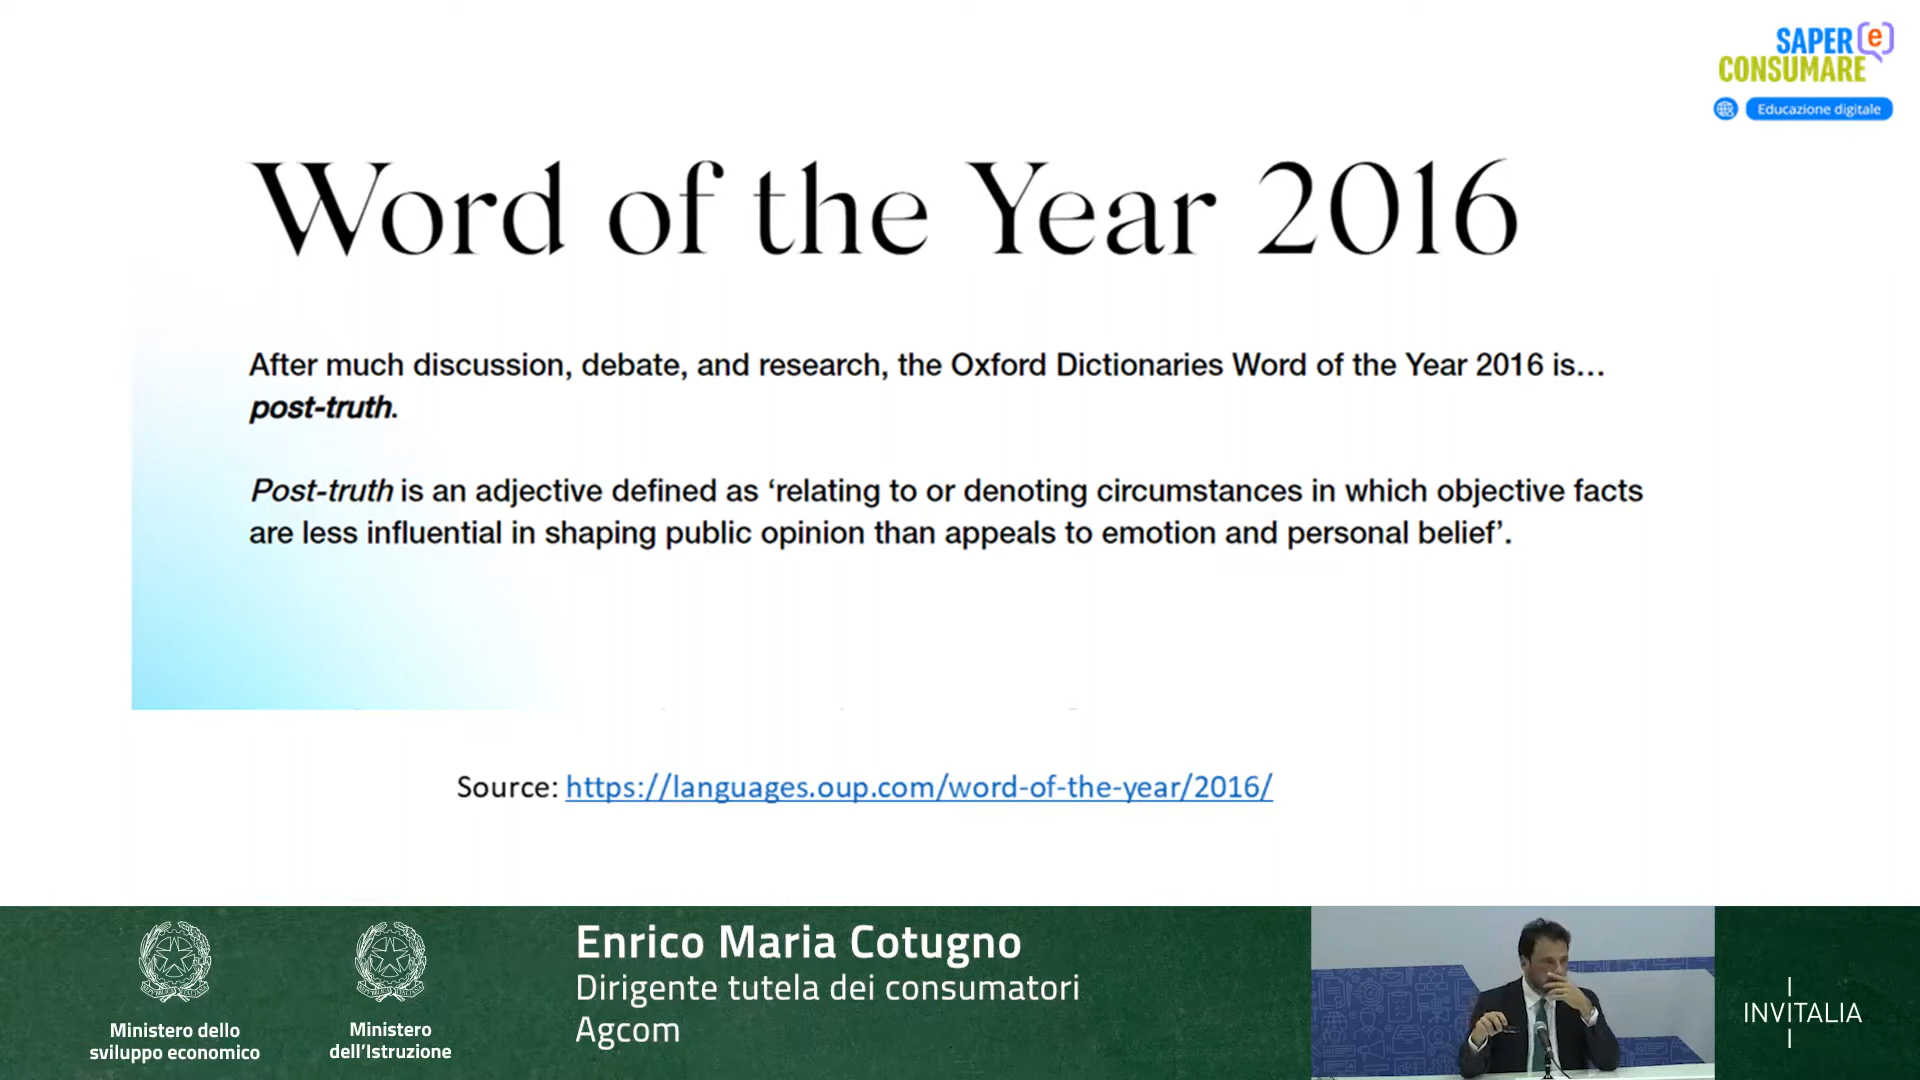 SAPER(e)
CONSUMARE
Educazione digitale
Word of the Year 2016
After much discussion, debate, and research, the Oxford Dictionaries Word of the Year 2016 is...
post-truth.
Post-truth is an adjective defined as ‘relating to or denoting circumstances in which objective facts
are less influential in shaping public opinion than appeals to emotion and personal belief’.
Source: https://languages.oup.com/word-of-the-year/2016/
Ministero dello
sviluppo economico
Ministero
dell’Istruzione
Enrico Maria Cotugno
Dirigente tutela dei consumatori
Agcom
INVITALIA